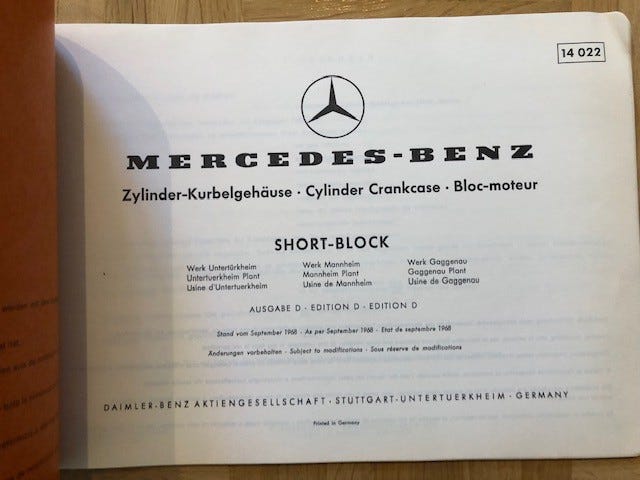 14 022
MERCEDES-BENZ
Zylinder-Kurbelgehäuse · Cylinder Crankcase · Bloc-moteur
SHORT-BLOCK
Werk Untertürkheim
Untertuerkheim Plant
Usine d'Untertuerkheim
Werk Mannheim
Mannheim Plant
Usine de Mannheim
Werk Gaggenau
Gaggenau Plant
Usine de Gaggenau
AUSGABE D · EDITION D · EDITION D
Stand vom September 1968 · As per September 1968 · Etat de septembre 1968
Änderungen vorbehalten · Subject to modifications · Sous réserve de modifications
DAIMLER-BENZ AKTIENGESELLSCHAFT · STUTTGART-UNTERTUERKHEIM · GERMANY
Printed in Germany